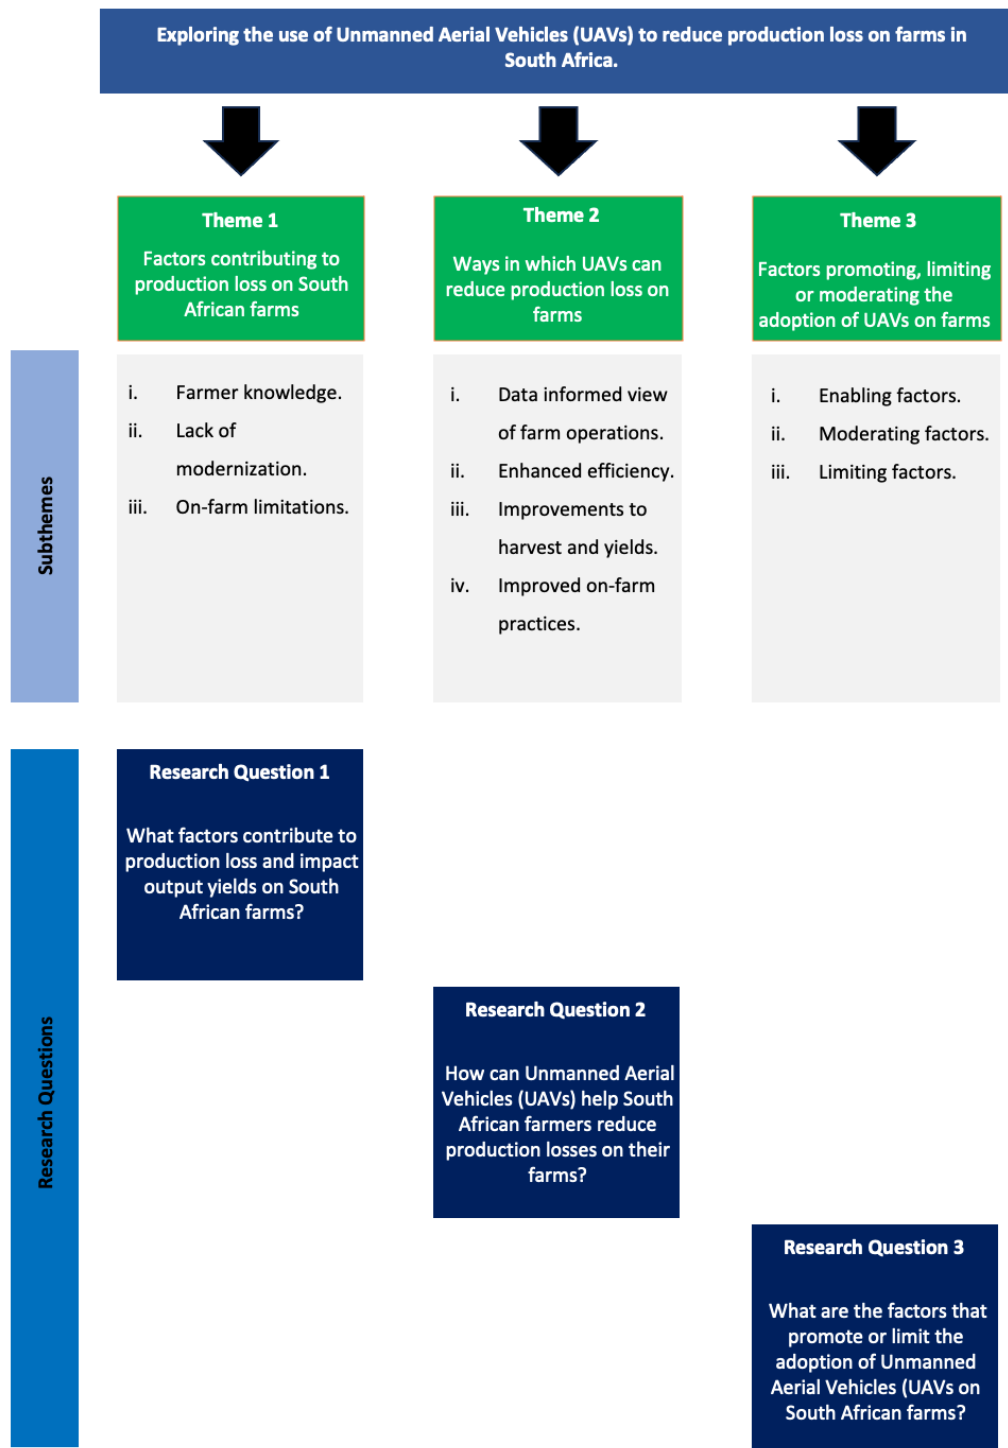 Exploring the use of Unmanned Aerial Vehicles (UAVs) to reduce production loss on farms in
South Africa.
Theme 1
Factors contributing to
production loss on South
African farms
Theme 2
Ways in which UAVs can
reduce production loss on
farms
Theme 3
Factors promoting, limiting
or moderating the
adoption of UAVs on farms
Subthemes
i. Farmer knowledge.
ii. Lack of
modernization.
iii. On-farm limitations.
i. Data informed view
of farm operations.
ii. Enhanced efficiency.
iii. Improvements to
harvest and yields.
iv. Improved on-farm
practices.
i. Enabling factors.
ii. Moderating factors.
iii. Limiting factors.
Research Questions
Research Question 1
What factors contribute to
production loss and impact
output yields on South
African farms?
Research Question 2
How can Unmanned Aerial
Vehicles (UAVs) help South
African farmers reduce
production losses on their
farms?
Research Question 3
What are the factors that
promote or limit the
adoption of Unmanned
Aerial Vehicles (UAVs on
South African farms?